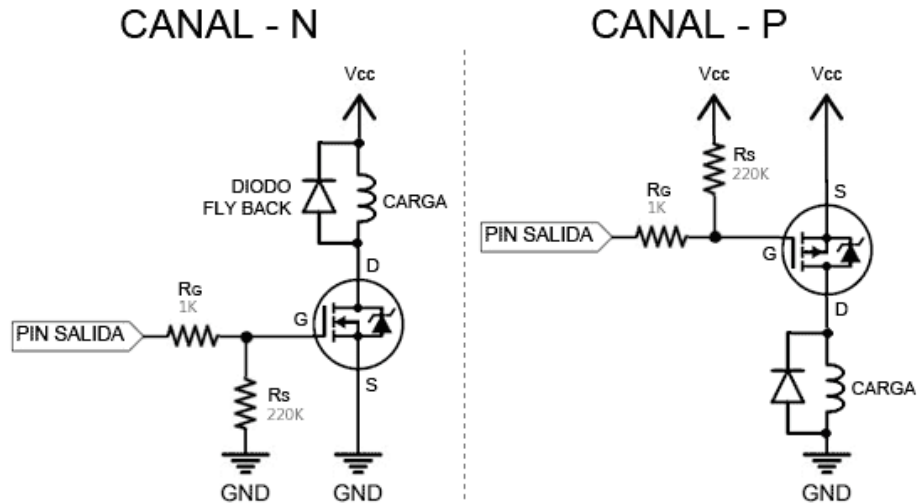 CANAL - N
Vcc
DIODO
FLY BACK
CARGA
D
RG
1K
G
PIN SALIDA
S
Rs
220K
GND
GND
CANAL - P
Vcc
Vcc
Rs
220K
RG
1K
S
PIN SALIDA
G
D
CARGA
GND